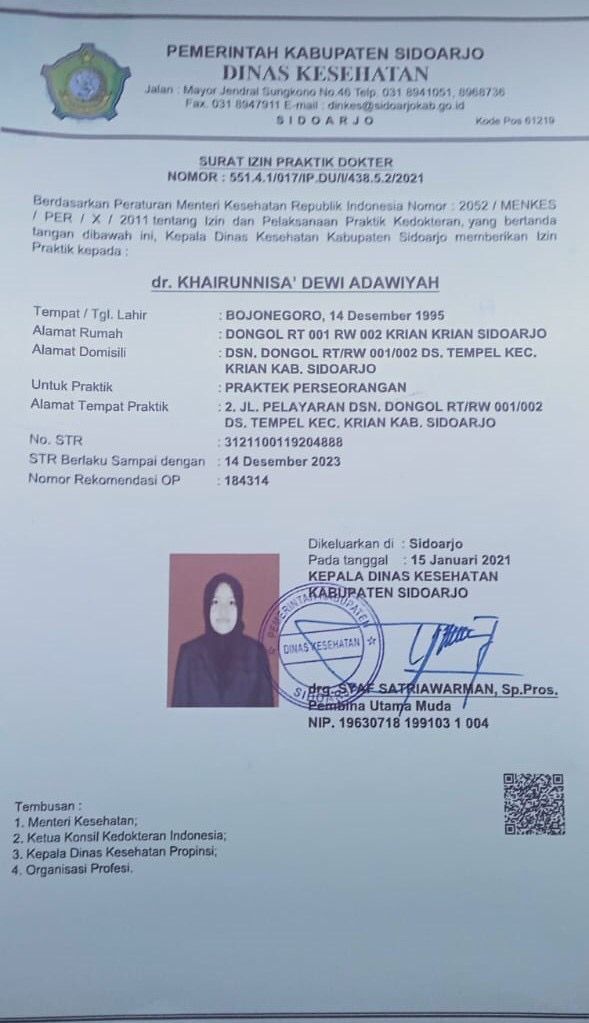 PEMERINTAH KABUPATEN SIDOARJO
DINAS KESEHATAN
Jalan : Mayor Jendral Sungkono No.46 Telp. 031 8941051, 8968736
Fax. 031 8947911 E-mail : dinkes@sidoarjokab.go.id
SIDOARJO
Kode Pos 61219
SURAT IZIN PRAKTIK DOKTER
NOMOR : 551.4.1/017/IP.DU/I/438.5.2/2021
Berdasarkan Peraturan Menteri Kesehatan Republik Indonesia Nomor : 2052 / MENKES
/ PER / X / 2011 tentang Izin dan Pelaksanaan Praktik Kedokteran, yang bertanda
tangan dibawah ini, Kepala Dinas Kesehatan Kabupaten Sidoarjo memberikan Izin
Praktik kepada :
dr. KHAIRUNNISA' DEWI ADAWIYAH
Tempat / Tgl. Lahir : BOJONEGORO, 14 Desember 1995
Alamat Rumah : DONGOL RT 001 RW 002 KRIAN KRIAN SIDOARJO
Alamat Domisili : DSN. DONGOL RT/RW 001/002 DS. TEMPEL KEC.
KRIAN KAB. SIDOARJO
Untuk Praktik : PRAKTEK PERSEORANGAN
Alamat Tempat Praktik : 2. JL. PELAYARAN DSN. DONGOL RT/RW 001/002
DS. TEMPEL KEC. KRIAN KAB. SIDOARJO
No. STR : 3121100119204888
STR Berlaku Sampai dengan : 14 Desember 2023
Nomor Rekomendasi OP : 184314
Dikeluarkan di : Sidoarjo
Pada tanggal : 15 Januari 2021
KEPALA DINAS KESEHATAN
KABUPATEN SIDOARJO
PEMERINTAH KABUPATEN
DINAS KESEHATAN
SIDOARJO
drg. SYAF SATRIAWARMAN, Sp.Pros.
Pembina Utama Muda
NIP. 19630718 199103 1 004
Tembusan :
1. Menteri Kesehatan;
2. Ketua Konsil Kedokteran Indonesia;
3. Kepala Dinas Kesehatan Propinsi;
4. Organisasi Profesi.